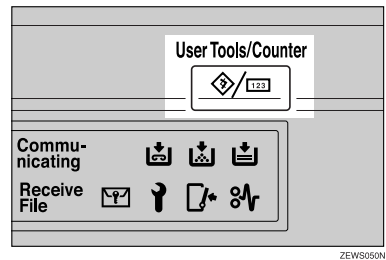 User Tools/Counter
123
Commu-
nicating
Receive
File
ZEWS050N